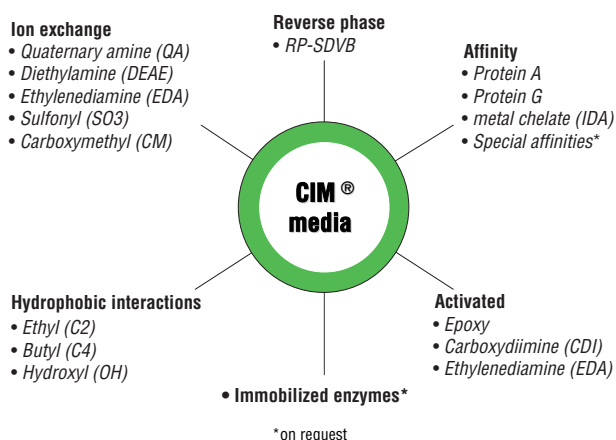 Ion exchange
• Quaternary amine (QA)
• Diethylamine (DEAE)
• Ethylenediamine (EDA)
• Sulfonyl (SO3)
• Carboxymethyl (CM)
Reverse phase
• RP-SDVB
Affinity
• Protein A
• Protein G
• metal chelate (IDA)
• Special affinities*
CIM ®
media
Hydrophobic interactions
• Ethyl (C2)
• Butyl (C4)
• Hydroxyl (OH)
• Immobilized enzymes*
Activated
• Epoxy
• Carboxydiimine (CDI)
• Ethylenediamine (EDA)
*on request